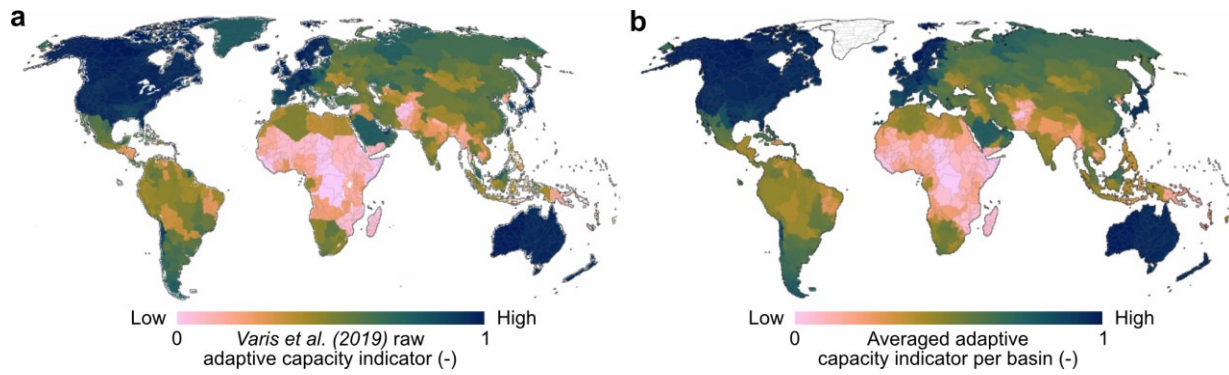 a
b
Low
High
0
1
Varis et al. (2019) raw
adaptive capacity indicator (-)
Low
High
0
1
Averaged adaptive
capacity indicator per basin (-)